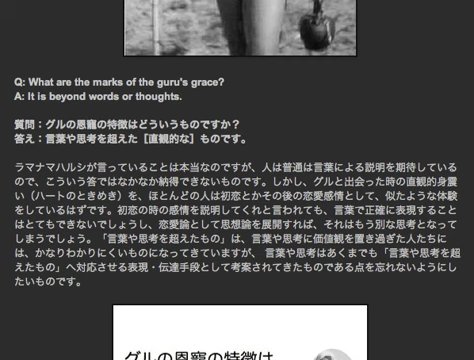 Q: What are the marks of the guru's grace?
A: It is beyond words or thoughts.
質問：グルの恩寵の特徴はどういうものですか？
答え：言葉や思考を超えた［直観的な］ものです。
ラマナマハルシが言っていることは本当なのですが、人は普通は言葉による説明を期待している
ので、こういう答ではなかなか納得できないものです。しかし、グルと出会った時の直観的身震
い（ハートのときめき）を、ほとんどの人は初恋とかその後の恋愛感情として、似たような体験
をしているはずです。初恋の時の感情を説明してくれと言われても、言葉で正確に表現すること
はとてもできないでしょうし、恋愛論として思想論を展開すれば、それはもう別な思考となって
しまうでしょう。「言葉や思考を超えたもの」は、言葉や思考に価値観を置き過ぎた人たちに
は、かなりわかりにくいものになってきていますが、 言葉や思考はあくまでも「言葉や思考を超
えたもの」へ対応させる表現・伝達手段として考案されてきたものである点を忘れないようにし
たいものです。
グルの恩寵の特徴は